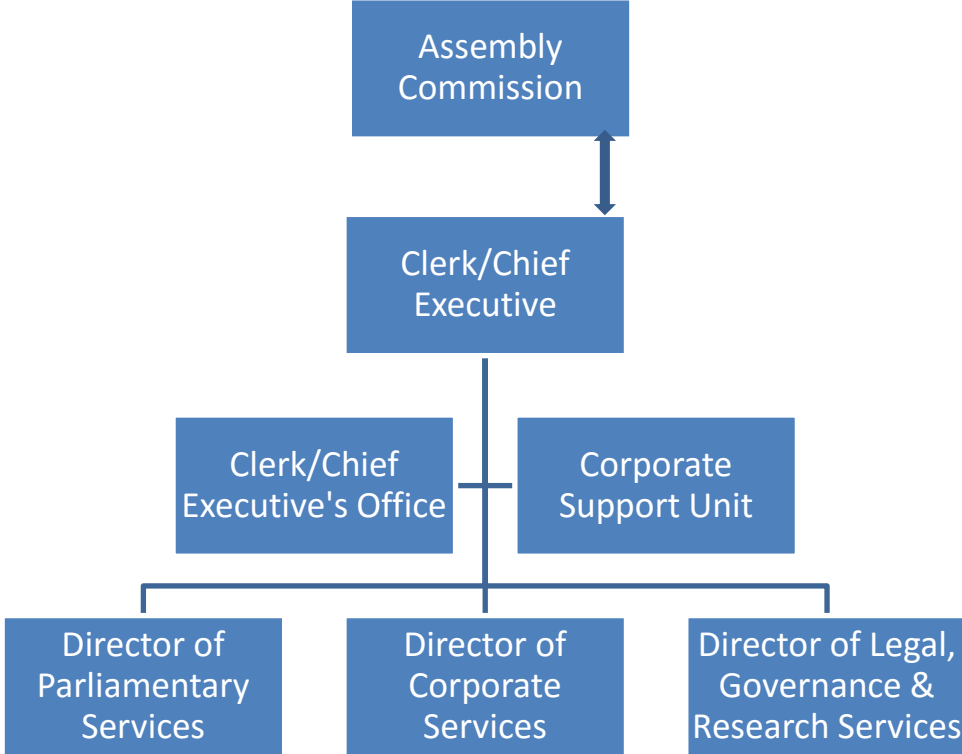 Assembly
Commission
Clerk/Chief
Executive
Clerk/Chief
Executive's Office
Corporate
Support Unit
Director of
Parliamentary
Services
Director of
Corporate
Services
Director of Legal,
Governance &
Research Services